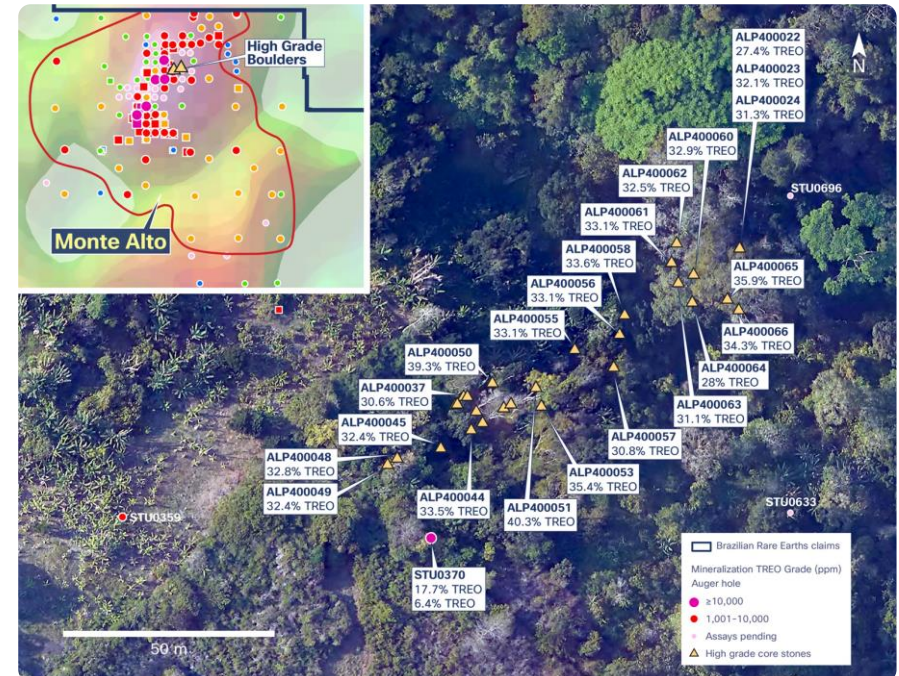 High Grade
Boulders
Monte Alto
N
ALP400022
27.4% TREO
ALP400023
32.1% TREO
ALP400024
31.3% TREO
ALP400060
32.9% TREO
ALP400062
32.5% TREO
ALP400061
33.1% TREO
STU0696
ALP400058
33.6% TREO
ALP400056
33.1% TREO
ALP400065
35.9% TREO
ALP400055
33.1% TREO
ALP400066
34.3% TREO
ALP400050
39.3% TREO
ALP400064
28% TREO
ALP400037
30.6% TREO
ALP400063
31.1% TREO
ALP400045
32.4% TREO
ALP400057
30.8% TREO
ALP400048
32.8% TREO
ALP400049
32.4% TREO
ALP400053
35.4% TREO
ALP400044
33.5% TREO
ALP400051
40.3% TREO
STU0359
STU0633
STU0370
17.7% TREO
6.4% TREO
50 m
Brazilian Rare Earths claims
Mineralization TREO Grade (ppm)
Auger hole
≥10,000
1,001-10,000
Assays pending
High grade core stones